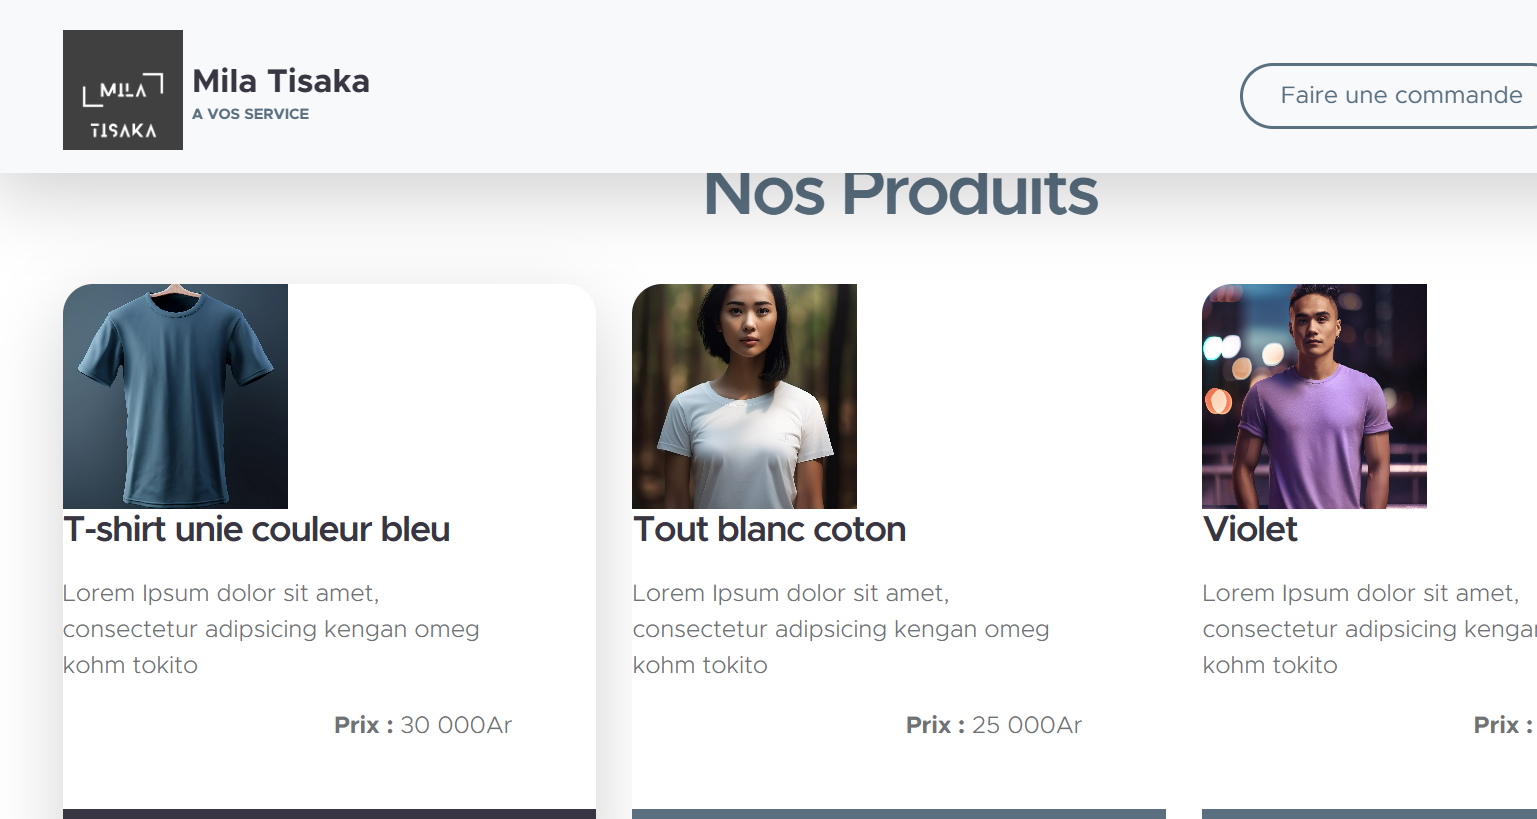 MILA
TISAKA
Mila Tisaka
A VOS SERVICE
Faire une commande
Nos Produits
T-shirt unie couleur bleu
Lorem Ipsum dolor sit amet,
consectetur adipsicing kengan omeg
kohm tokito
Prix : 30 000Ar
Tout blanc coton
Lorem Ipsum dolor sit amet,
consectetur adipsicing kengan omeg
kohm tokito
Prix : 25 000Ar
Violet
Lorem Ipsum dolor sit amet,
consectetur adipsicing kengan
kohm tokito
Prix :